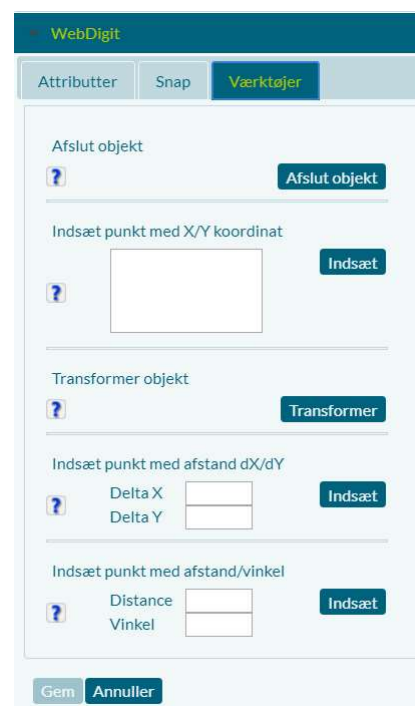 WebDigit
Attributter Snap Værktøjer
Afslut objekt
? Afslut objekt
Indsæt punkt med X/Y koordinat
Indsæt
?
Transformer objekt
? Transformer
Indsæt punkt med afstand dX/dY
Delta X Indsæt
?
Delta Y
Indsæt punkt med afstand/vinkel
Distance Indsæt
?
Vinkel
Gem Annuller